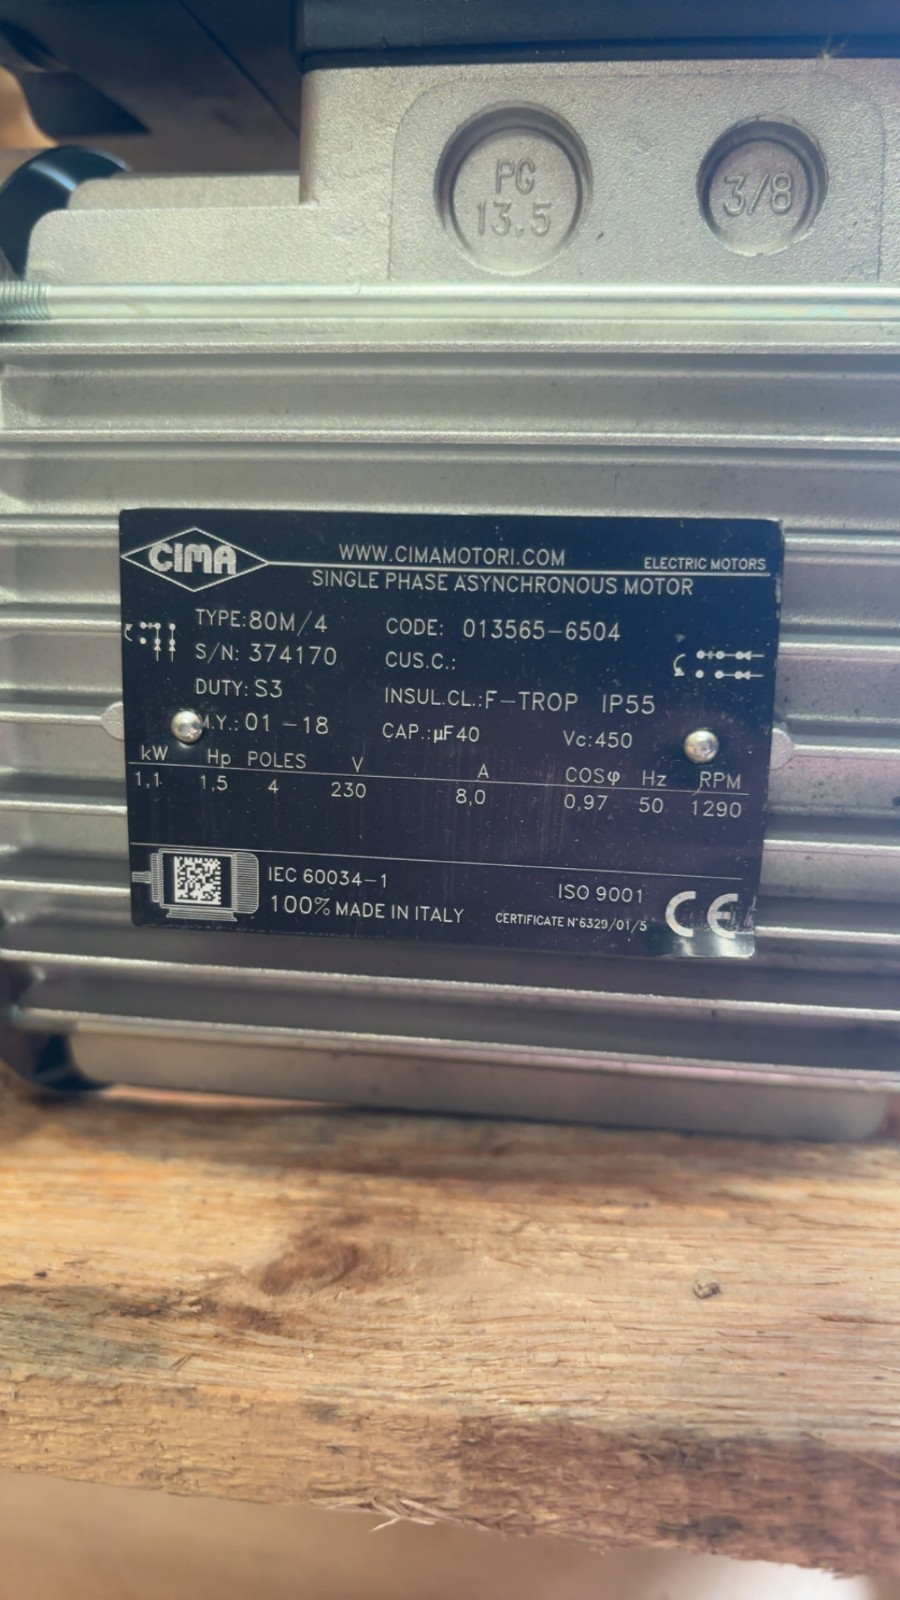 PG
13.5
3/8
CIMA
WWW.CIMAMOTORI.COM
ELECTRIC MOTORS
SINGLE PHASE ASYNCHRONOUS MOTOR
TYPE:80M/4 CODE: 013565-6504
S/N: 374170 CUS.C.:
DUTY: S3 INSUL.CL.:F-TROP IP55
M.Y.: 01-18 CAP.:µF40 Vc:450
kW Hp POLES V A COSφ Hz RPM
1,1 1,5 4 230 8,0 0,97 50 1290
IEC 60034-1 ISO 9001 CE
100% MADE IN ITALY CERTIFICATE N°6329/01/5